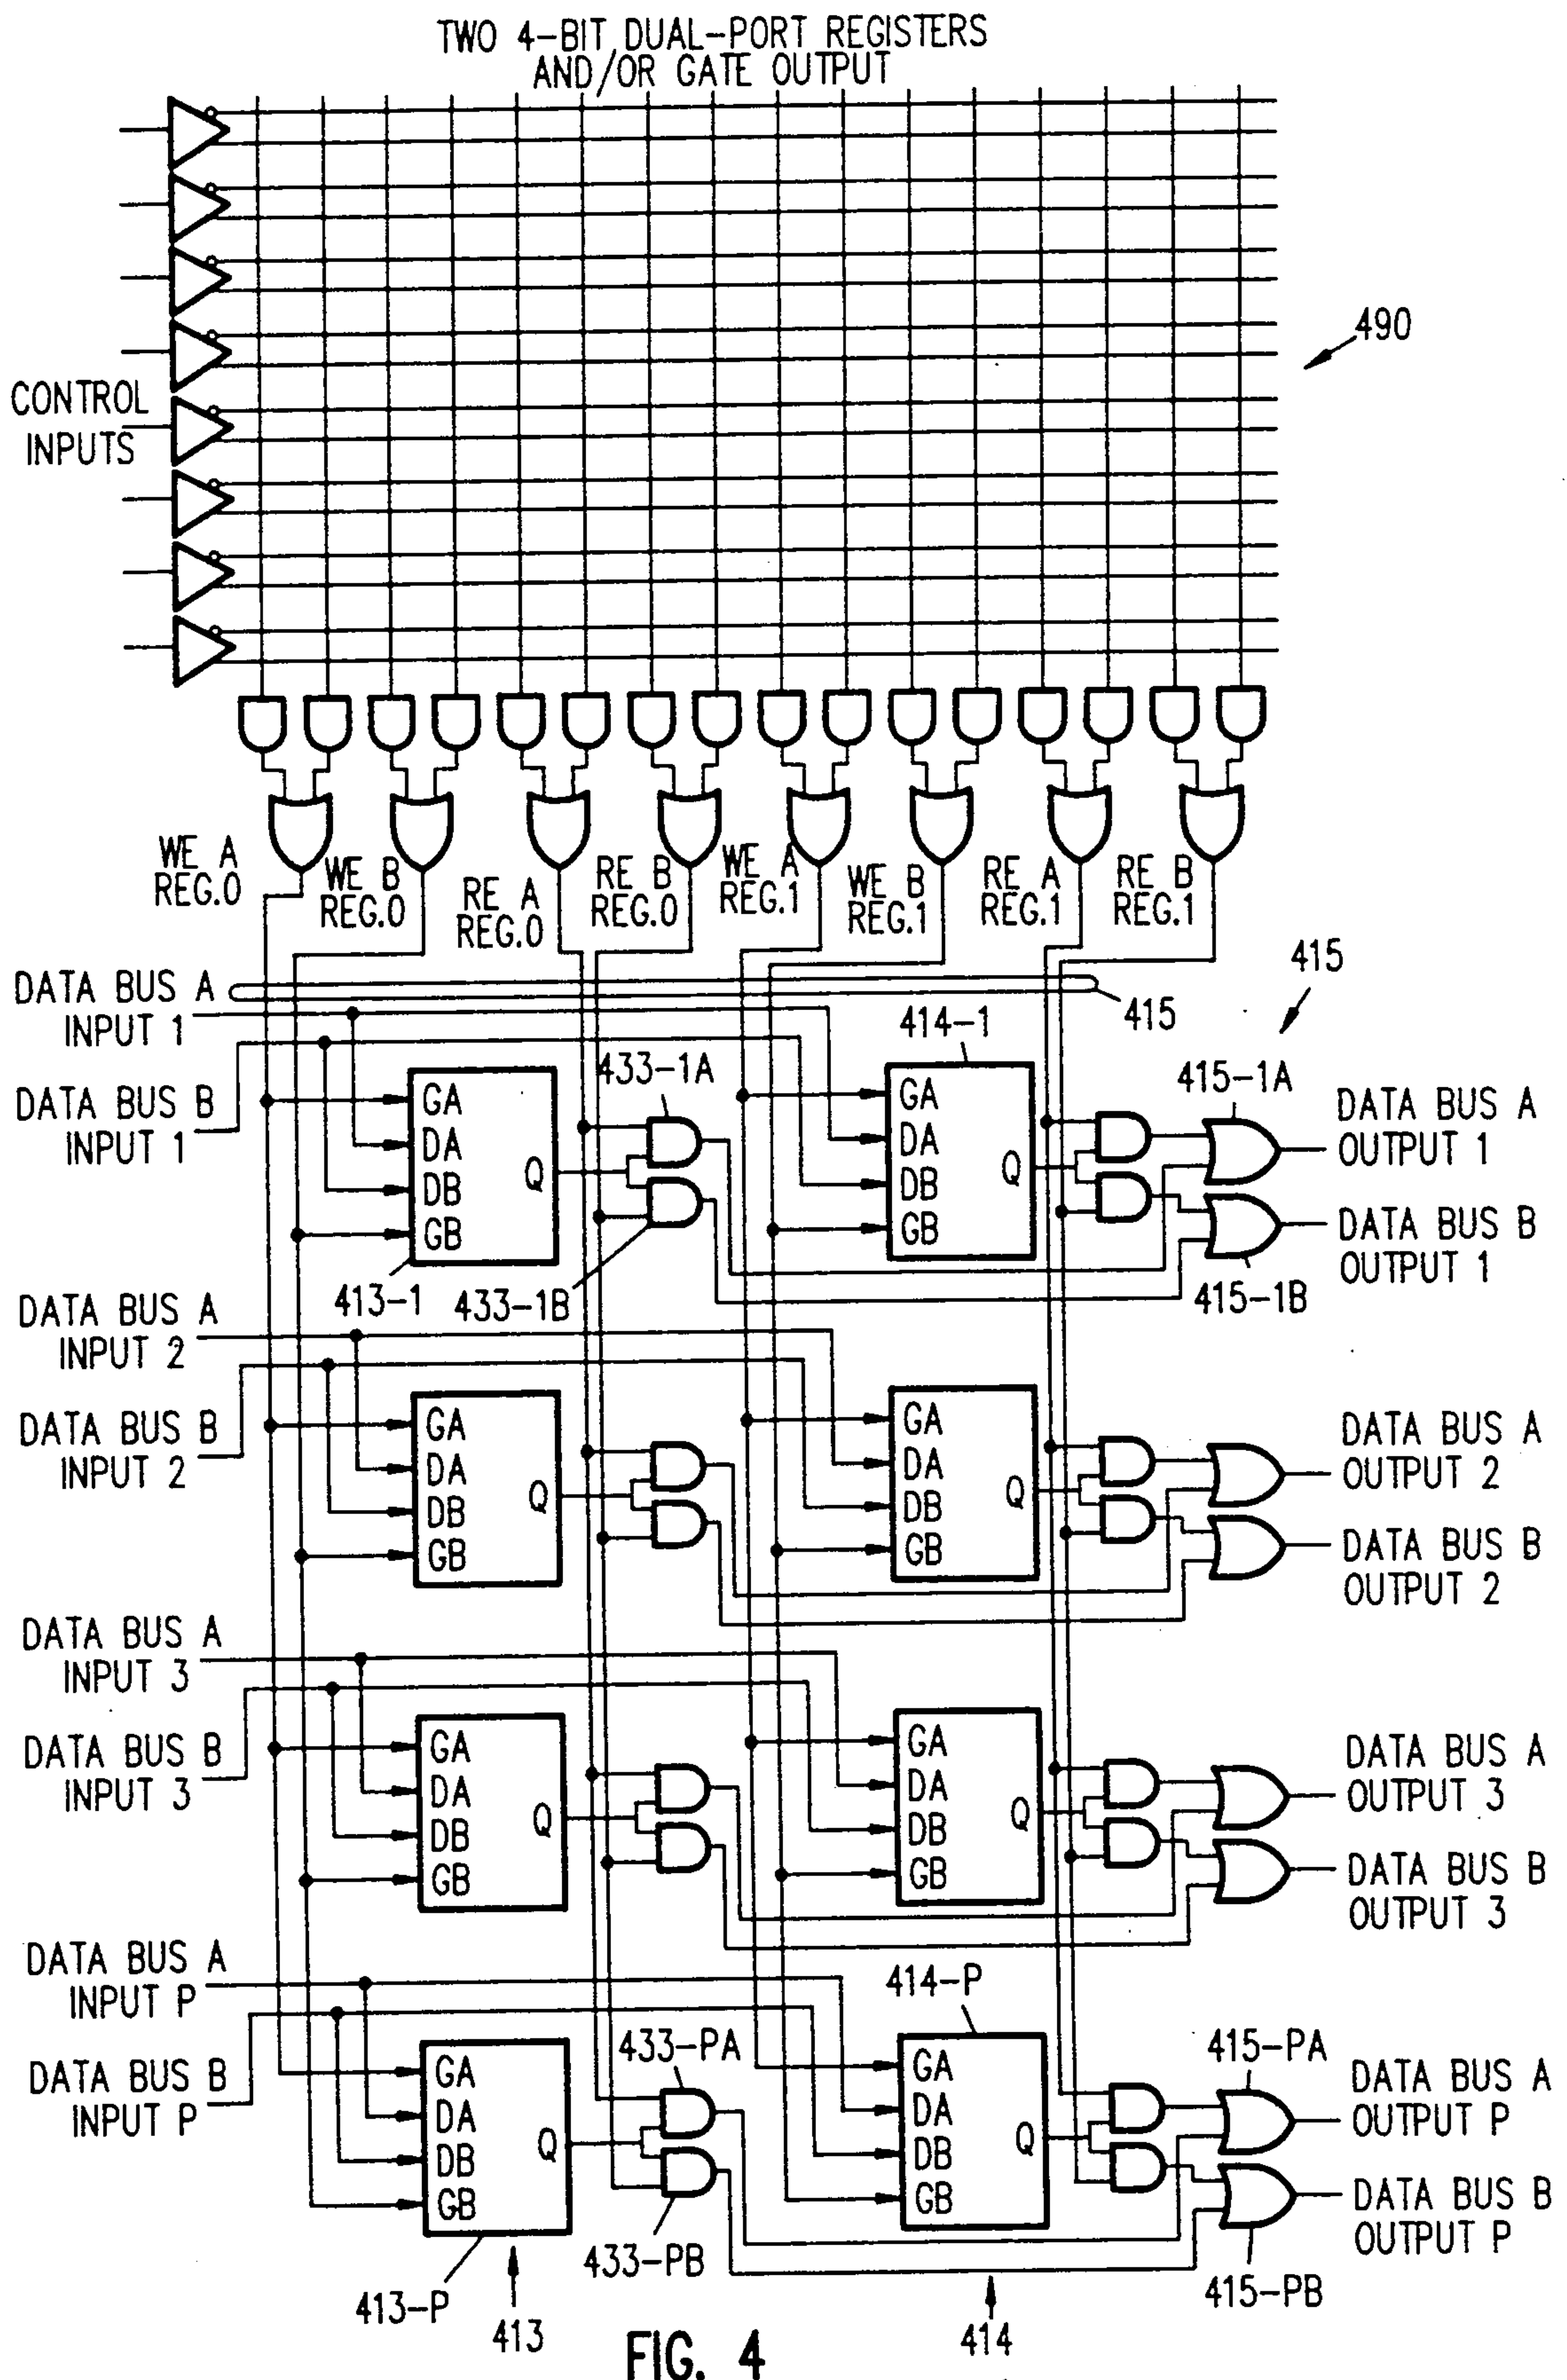 TWO 4-BIT DUAL-PORT REGISTERS
AND/OR GATE OUTPUT
490
CONTROL
INPUTS
WE A
REG.0
WE B
REG.0
RE A
REG.0
RE B
REG.0
WE A
REG.1
WE B
REG.1
RE A
REG.1
RE B
REG.1
415
DATA BUS A
INPUT 1
415
414-1
433-1A
415-1A
DATA BUS B
INPUT 1
GA
DA
DB
GB
Q
GA
DA
DB
GB
Q
DATA BUS A
OUTPUT 1
DATA BUS B
OUTPUT 1
413-1
433-1B
415-1B
DATA BUS A
INPUT 2
DATA BUS B
INPUT 2
GA
DA
DB
GB
Q
GA
DA
DB
GB
Q
DATA BUS A
OUTPUT 2
DATA BUS B
OUTPUT 2
DATA BUS A
INPUT 3
DATA BUS B
INPUT 3
GA
DA
DB
GB
Q
GA
DA
DB
GB
Q
DATA BUS A
OUTPUT 3
DATA BUS B
OUTPUT 3
DATA BUS A
INPUT P
414-P
433-PA
415-PA
DATA BUS B
INPUT P
GA
DA
DB
GB
Q
GA
DA
DB
GB
Q
DATA BUS A
OUTPUT P
DATA BUS B
OUTPUT P
433-PB
415-PB
413-P
413
414
FIG. 4